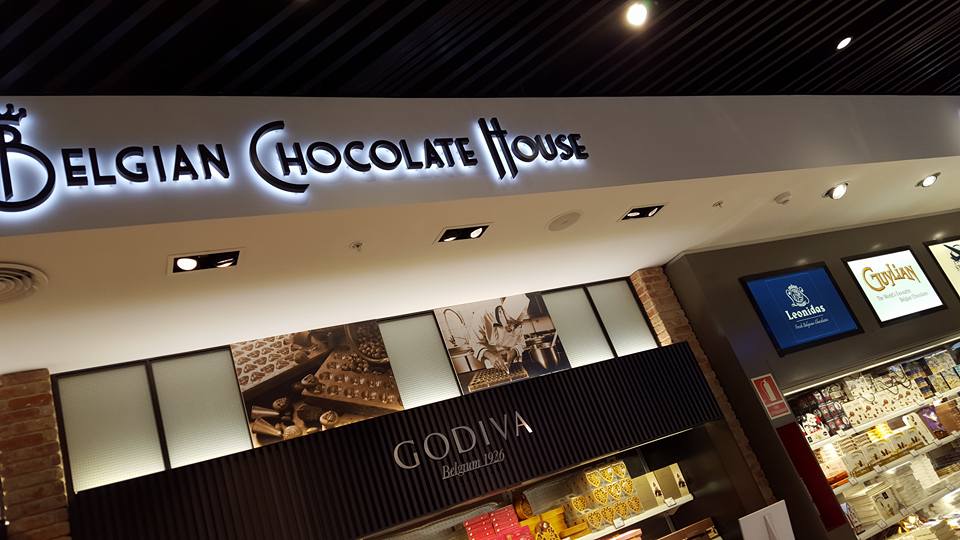 BELGIAN CHOCOLATE HOUSE
GODIVA
Belgium 1926
Leonidas
Fresh Belgian Chocolates
GUYLIAN
The World's Favourite
Belgian Chocolates